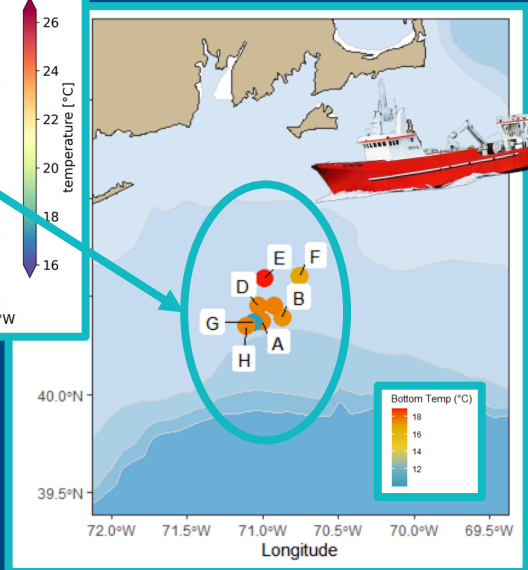 26
24
22
20
18
16
temperature [°C]
°W
E
F
D
B
G
A
H
40.0°N
39.5°N
Bottom Temp (°C)
18
16
14
12
72.0°W 71.5°W 71.0°W 70.5°W 70.0°W 69.5°W
Longitude